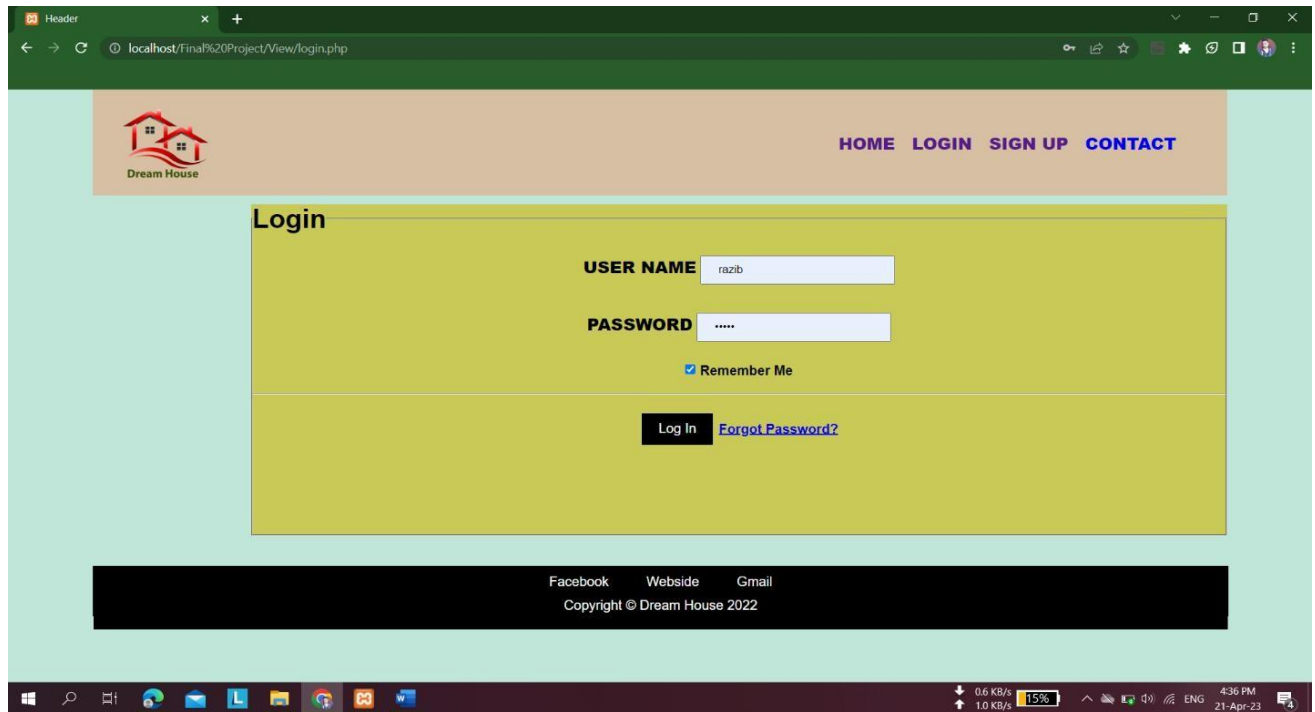 Header
localhost/Final%20Project/View/login.php
Dream House
HOME LOGIN SIGN UP CONTACT
Login
USER NAME razib
PASSWORD •••••
Remember Me
Log In Forgot Password?
Facebook Webside Gmail
Copyright © Dream House 2022
L W 0.6 KB/s 15% ENG 4:36 PM
1.0 KB/s 21-Apr-23 4